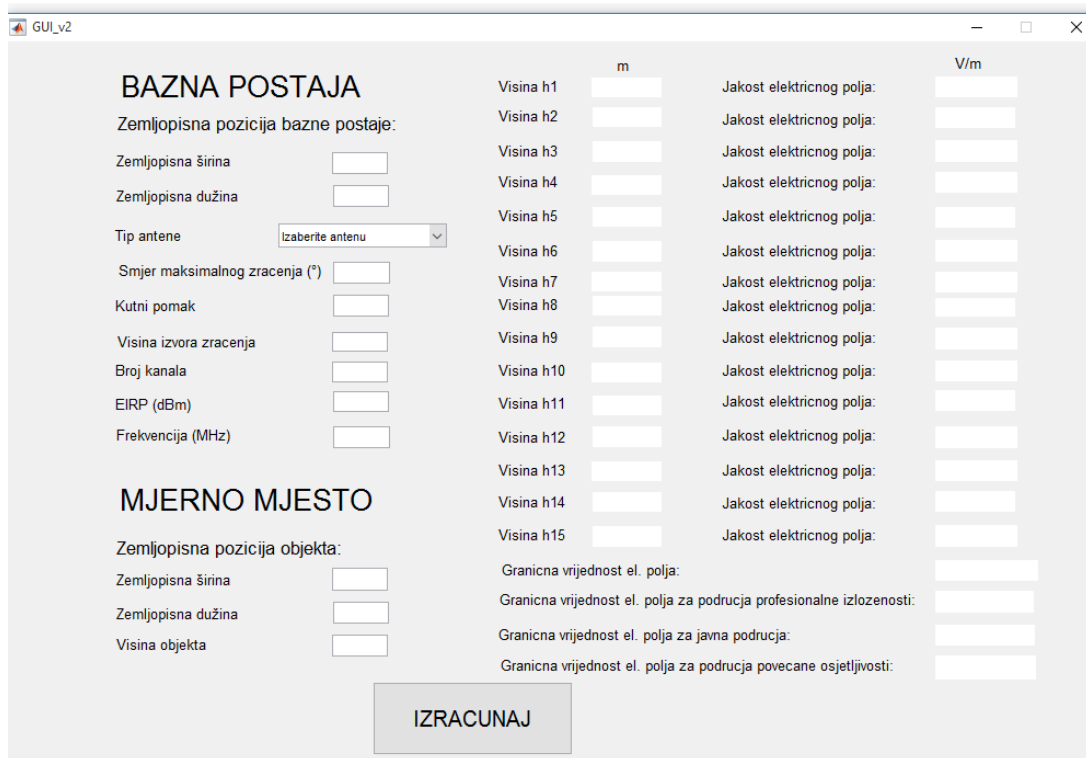 GUI_v2
BAZNA POSTAJA
Zemljopisna pozicija bazne postaje:
Zemljopisna širina
Zemljopisna dužina
Tip antene Izaberite antenu
Smjer maksimalnog zracenja (°)
Kutni pomak
Visina izvora zracenja
Broj kanala
EIRP (dBm)
Frekvencija (MHz)
MJERNO MJESTO
Zemljopisna pozicija objekta:
Zemljopisna širina
Zemljopisna dužina
Visina objekta
m V/m
Visina h1 Jakost elektricnog polja:
Visina h2 Jakost elektricnog polja:
Visina h3 Jakost elektricnog polja:
Visina h4 Jakost elektricnog polja:
Visina h5 Jakost elektricnog polja:
Visina h6 Jakost elektricnog polja:
Visina h7 Jakost elektricnog polja:
Visina h8 Jakost elektricnog polja:
Visina h9 Jakost elektricnog polja:
Visina h10 Jakost elektricnog polja:
Visina h11 Jakost elektricnog polja:
Visina h12 Jakost elektricnog polja:
Visina h13 Jakost elektricnog polja:
Visina h14 Jakost elektricnog polja:
Visina h15 Jakost elektricnog polja:
Granicna vrijednost el. polja:
Granicna vrijednost el. polja za podrucja profesionalne izlozenosti:
Granicna vrijednost el. polja za javna podrucja:
Granicna vrijednost el. polja za podrucja povecane osjetljivosti:
IZRACUNAJ